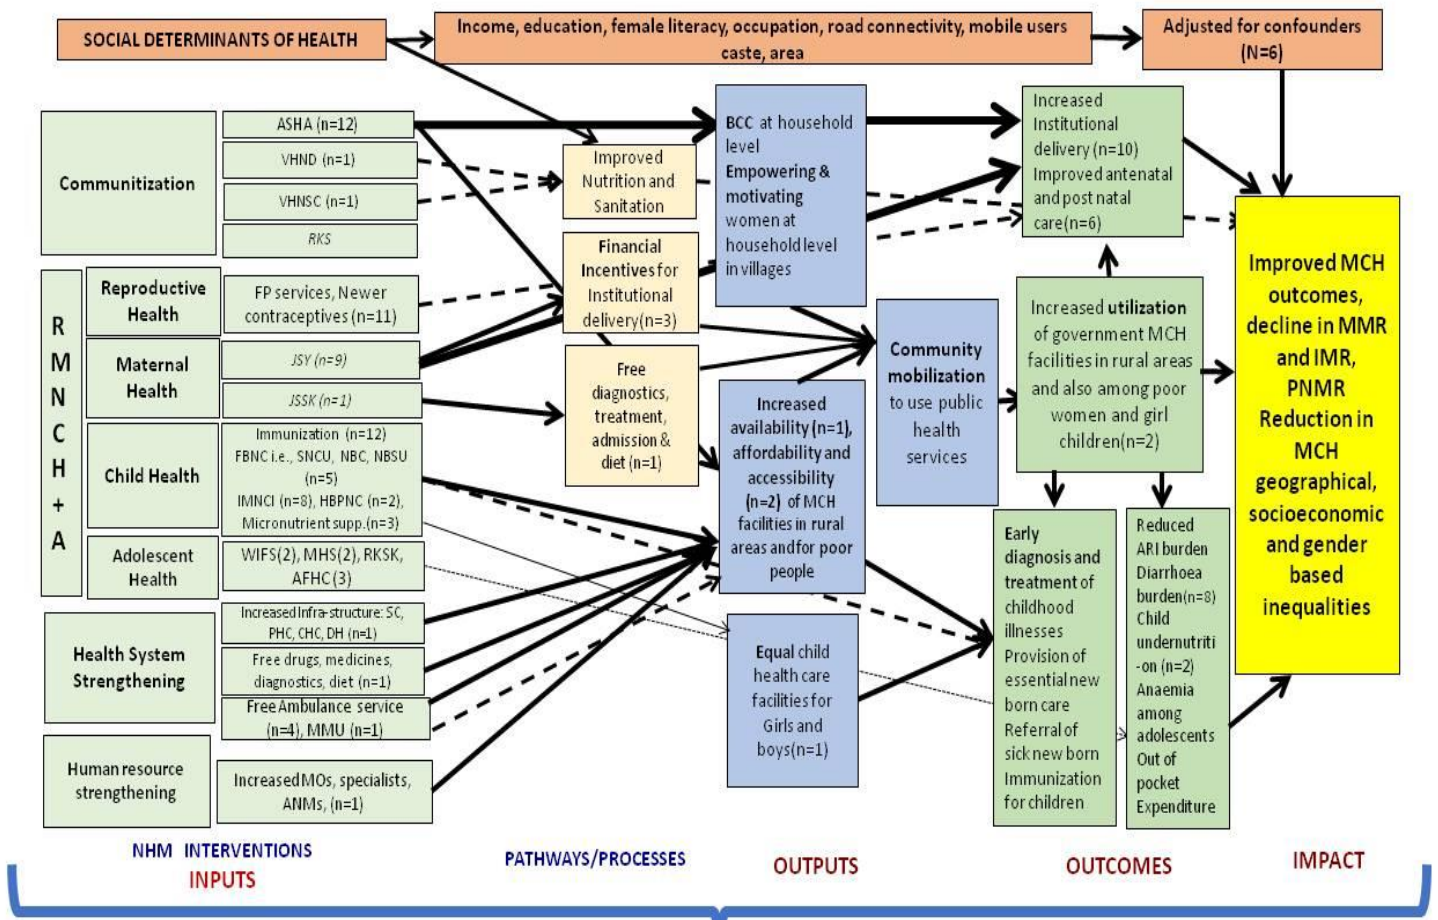 SOCIAL DETERMINANTS OF HEALTH
Income, education, female literacy, occupation, road connectivity, mobile users
caste, area
Adjusted for confounders
(N=6)
Communitization
ASHA (n=12)
VHND (n=1)
VHNSC (n=1)
RKS
R
M
N
C
H
+
A
Reproductive
Health
FP services, Newer
contraceptives (n=11)
Maternal
Health
JSY (n=9)
JSSK (n=1)
Child Health
Immunization (n=12)
FBNC i.e., SNCU, NBC, NBSU
(n=5)
IMNCI (n=8), HBPNC (n=2),
Micronutrient supp.(n=3)
Adolescent
Health
WIFS(2), MHS(2), RKSK,
AFHC (3)
Health System
Strengthening
Increased Infra-structure: SC,
PHC, CHC, DH (n=1)
Free drugs, medicines,
diagnostics, diet (n=1)
Free Ambulance service
(n=4), MMU (n=1)
Human resource
strengthening
Increased MOs, specialists,
ANMs, (n=1)
Improved
Nutrition and
Sanitation
Financial
Incentives for
Institutional
delivery(n=3)
Free
diagnostics,
treatment,
admission &
diet (n=1)
BCC at household
level
Empowering &
motivating
women at
household level
in villages
Increased
availability (n=1),
affordability and
accessibility
(n=2) of MCH
facilities in rural
areas and/for poor
people
Equal child
health care
facilities for
Girls and
boys(n=1)
Community
mobilization
to use public
health
services
Increased
Institutional
delivery (n=10)
Improved antenatal
and post natal
care(n=6)
Increased utilization
of government MCH
facilities in rural areas
and also among poor
women and girl
children(n=2)
Early
diagnosis and
treatment of
childhood
illnesses
Provision of
essential new
born care
Referral of
sick new born
Immunization
for children
Reduced
ARI burden
Diarrhoea
burden(n=8)
Child
undernutriti
-on (n=2)
Anaemia
among
adolescents
Out of
pocket
Expenditure
Improved MCH
outcomes,
decline in MMR
and IMR,
PNMR
Reduction in
MCH
geographical,
socioeconomic
and gender
based
inequalities
NHM INTERVENTIONS
INPUTS
PATHWAYS/PROCESSES
OUTPUTS
OUTCOMES
IMPACT